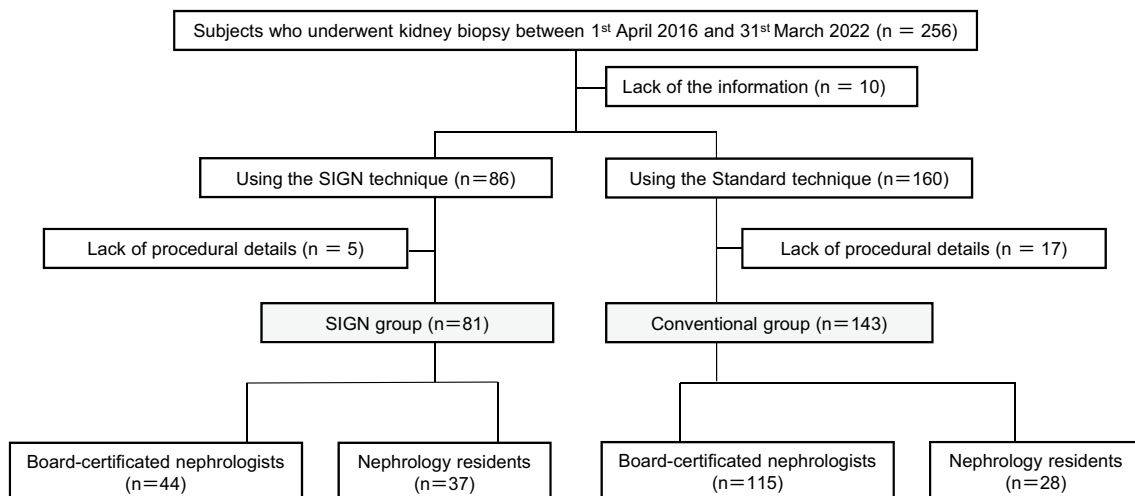 Subjects who underwent kidney biopsy between 1st April 2016 and 31st March 2022 (n = 256)
Lack of the information (n = 10)
Using the SIGN technique (n=86)
Using the Standard technique (n=160)
Lack of procedural details (n = 5)
Lack of procedural details (n = 17)
SIGN group (n=81)
Conventional group (n=143)
Board-certificated nephrologists
(n=44)
Nephrology residents
(n=37)
Board-certificated nephrologists
(n=115)
Nephrology residents
(n=28)